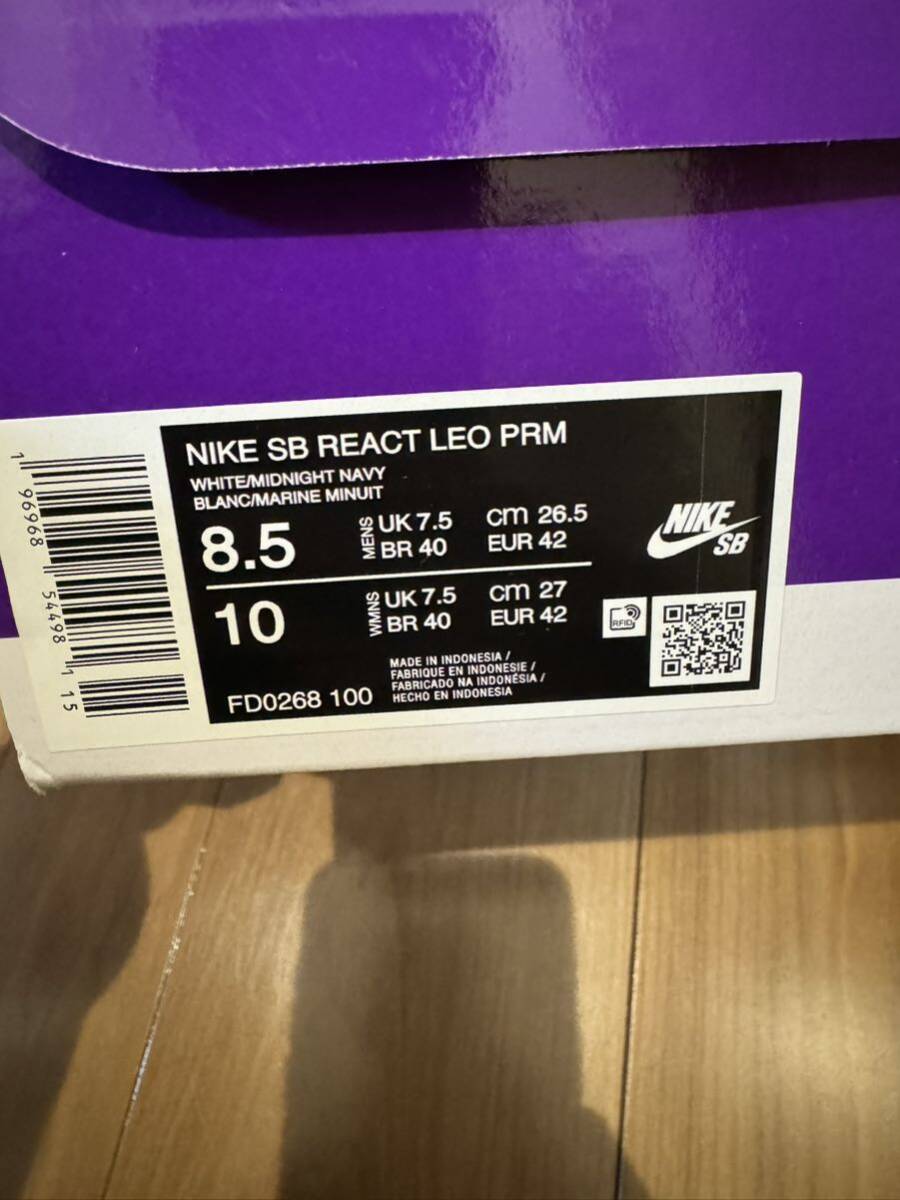 NIKE SB REACT LEO PRM
WHITE/MIDNIGHT NAVY
BLANC/MARINE MINUIT
8.5 MENS UK 7.5 cm 26.5
BR 40 EUR 42
10 WMNS UK 7.5 cm 27
BR 40 EUR 42
FD0268 100
MADE IN INDONESIA /
FABRIQUE EN INDONESIE /
FABRICADO NA INDONÉSIA /
HECHO EN INDONESIA
NIKE
SB
RFID
1 96968 54498 1 15